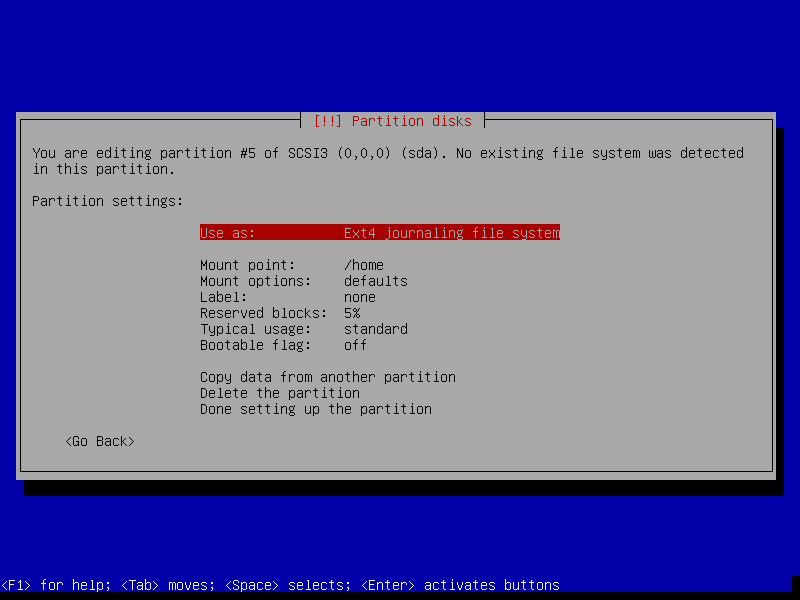 [!!] Partition disks
You are editing partition #5 of SCSI3 (0,0,0) (sda). No existing file system was detected
in this partition.
Partition settings:
Use as: Ext4 journaling file system
Mount point: /home
Mount options: defaults
Label: none
Reserved blocks: 5%
Typical usage: standard
Bootable flag: off
Copy data from another partition
Delete the partition
Done setting up the partition
<Go Back>
<F1> for help; <Tab> moves; <Space> selects; <Enter> activates buttons